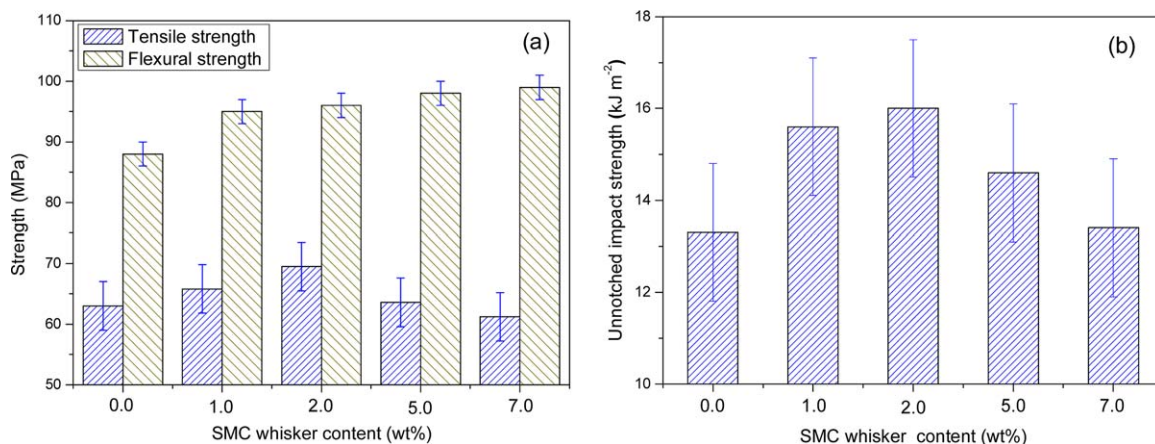 (a)
Tensile strength
Flexural strength
Strength (MPa)
110
100
90
80
70
60
50
0.0 1.0 2.0 5.0 7.0
SMC whisker content (wt%)
(b)
Unnotched impact strength (kJ m⁻²)
18
16
14
12
10
0.0 1.0 2.0 5.0 7.0
SMC whisker content (wt%)